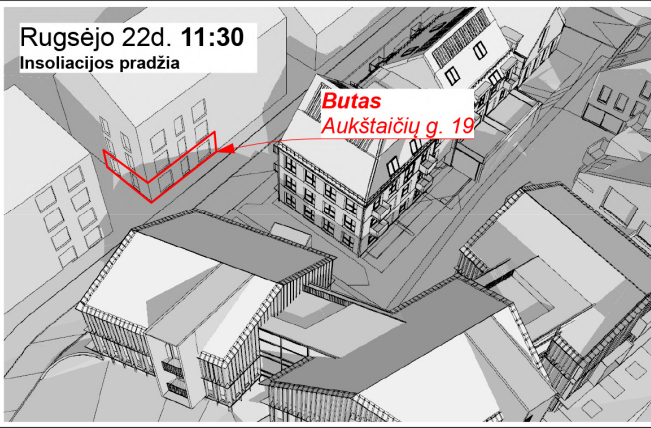 Rugsėjo 22d. 11:30
Insoliacijos pradžia
Butas
Aukštaičių g. 19